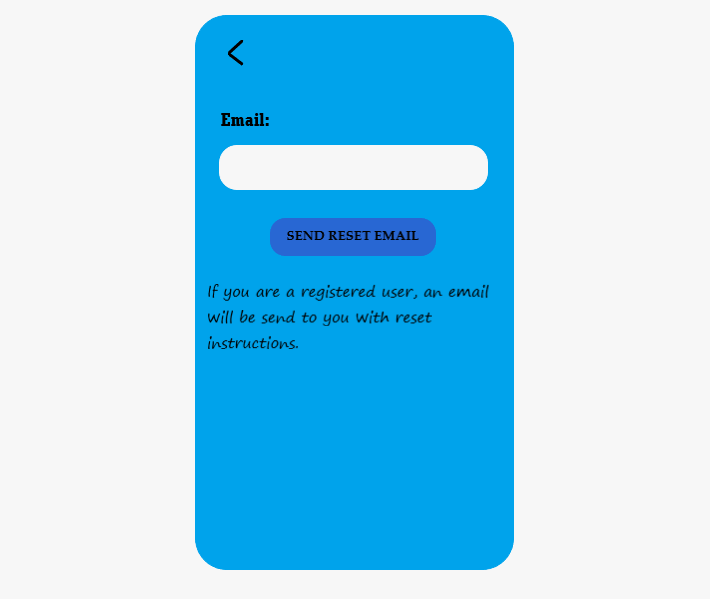 Email:
SEND RESET EMAIL
If you are a registered user, an email
will be send to you with reset
instructions.